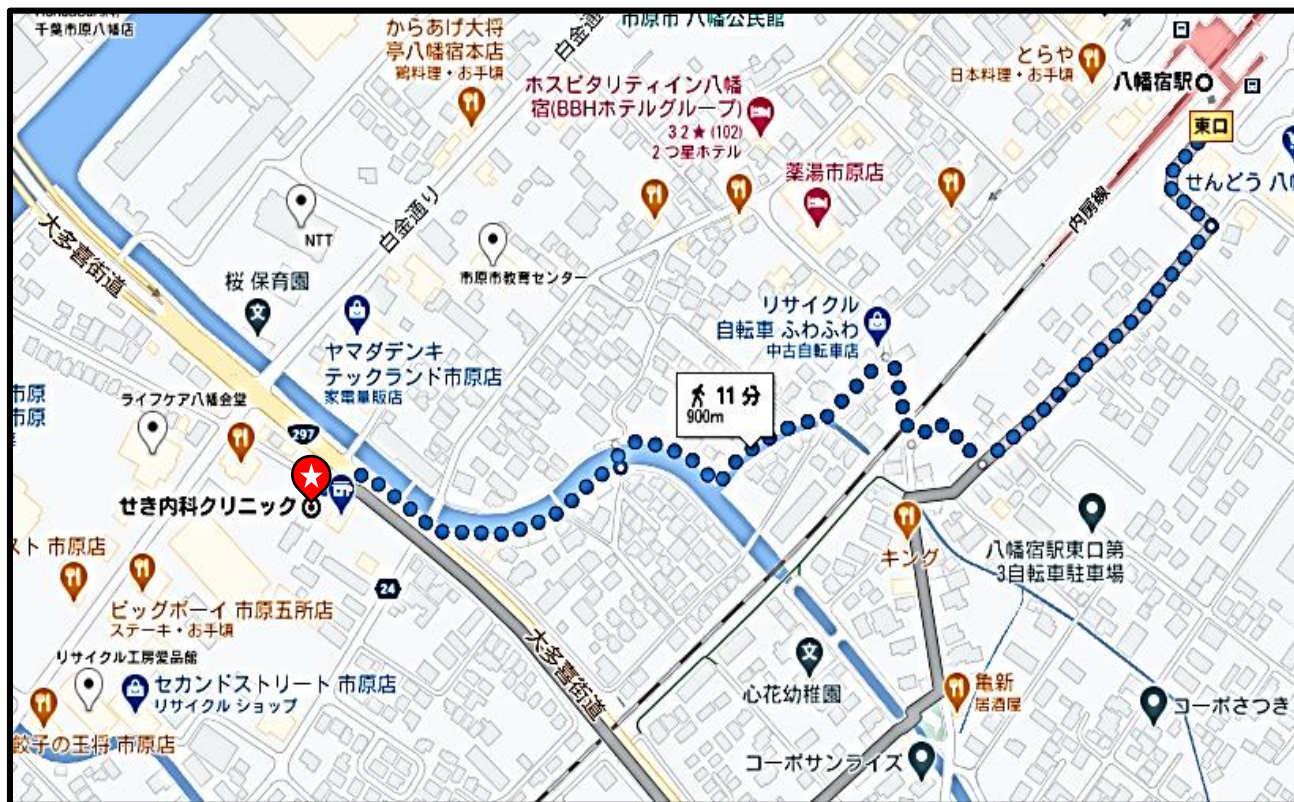 千葉市原八幡店
からあげ大将
亭八幡宿本店
鶏料理・お手頃
白金通り
市原市 八幡公民館
とらや
日本料理・お手頃
八幡宿駅
東口
ホスピタリティイン八幡
宿(BBHホテルグループ)
3.2★(102)
2つ星ホテル
薬湯市原店
せんどう 八幡
内房線
大多喜街道
NTT
白金通り
市原市教育センター
桜 保育園
リサイクル
自転車 ふわふわ
中古自転車店
ヤマダデンキ
テックランド市原店
家電量販店
11 分
900m
市原
市原
ライフケア八幡会堂
297
せき内科クリニック
キング
八幡宿駅東口第
3自転車駐車場
スト 市原店
24
ビッグボーイ 市原五所店
ステーキ・お手頃
大多喜街道
リサイクル工房愛品館
セカンドストリート 市原店
リサイクル ショップ
心花幼稚園
亀新
居酒屋
コーポさつき
餃子の王将 市原店
コーポサンライズ